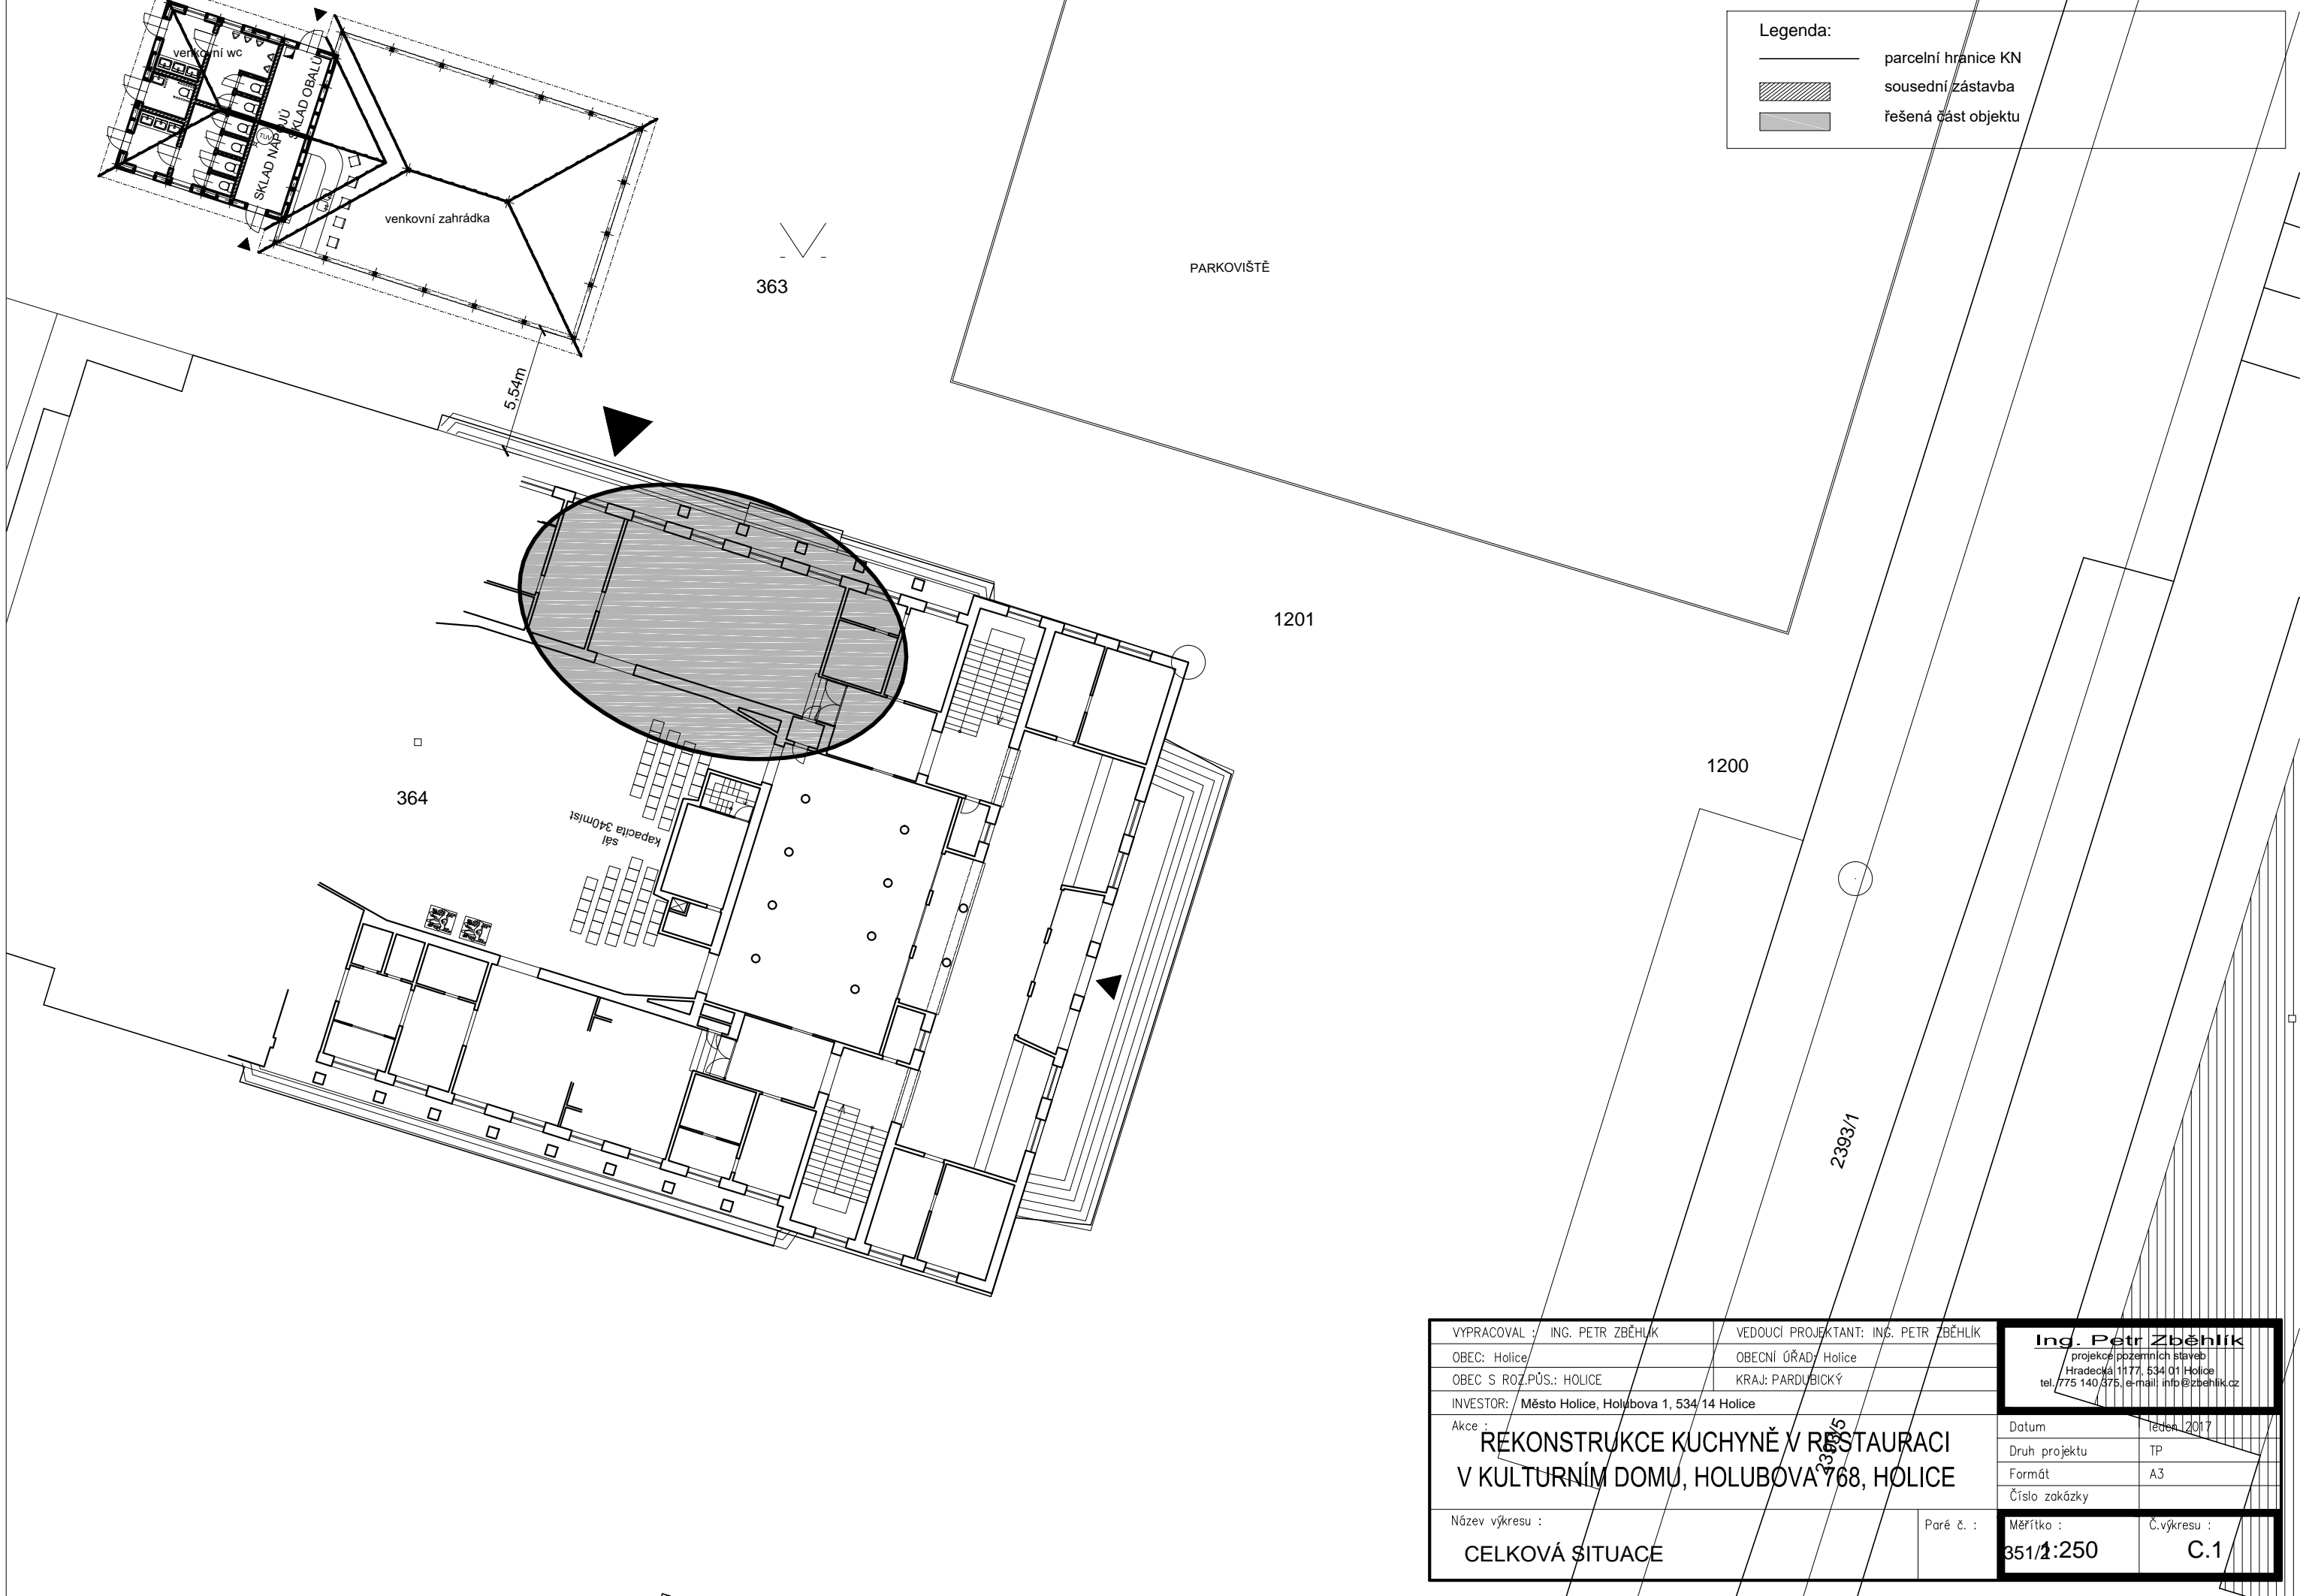 Legenda:
parcelní hranice KN
sousední zástavba
řešená část objektu
venkovní wc
SKLAD OBALŮ
SKLAD NÁPOJŮ
TUV
venkovní zahrádka
363
PARKOVIŠTĚ
5,54m
1201
1200
364
sál
kapacita 340míst
2393/1
2393/5
351/2
VYPRACOVAL : ING. PETR ZBĚHLÍK
VEDOUCÍ PROJEKTANT: ING. PETR ZBĚHLÍK
OBEC: Holice
OBECNÍ ÚŘAD: Holice
OBEC S ROZ.PŮS.: HOLICE
KRAJ: PARDUBICKÝ
INVESTOR: Město Holice, Holubova 1, 534 14 Holice
Akce :
REKONSTRUKCE KUCHYNĚ V RESTAURACI
V KULTURNÍM DOMU, HOLUBOVA 768, HOLICE
Název výkresu :
CELKOVÁ SITUACE
Paré č. :
Ing. Petr Zběhlík
projekce pozemních staveb
Hradecká 1177, 534 01 Holice
tel. 775 140 375, e-mail: info@zbehlik.cz
Datum leden 2017
Druh projektu TP
Formát A3
Číslo zakázky
Měřítko :
1:250
Č.výkresu :
C.1